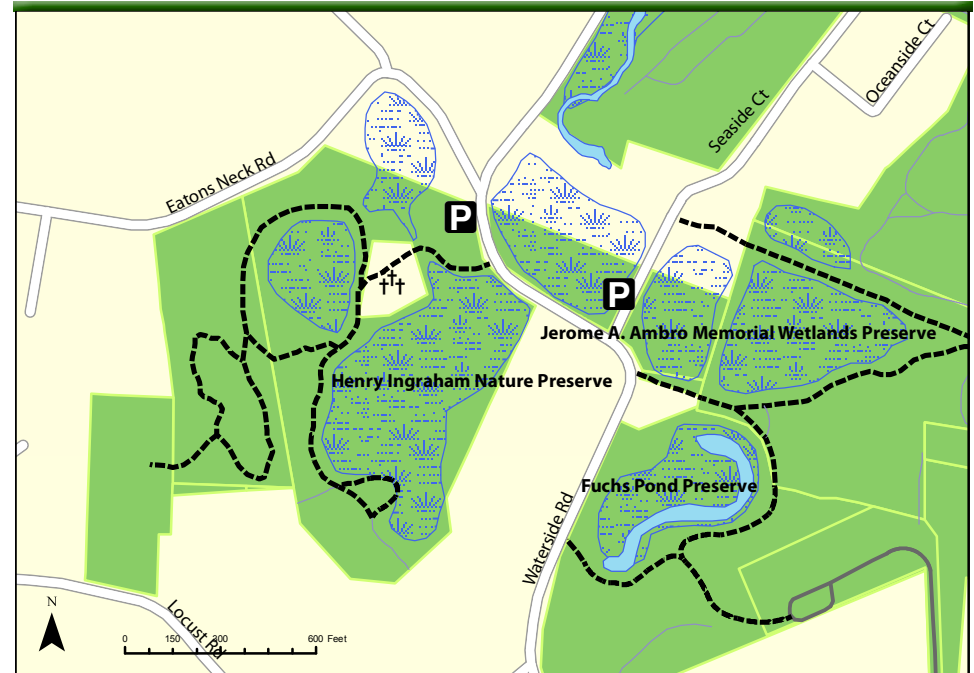 Oceanside Ct
Seaside Ct
Eatons Neck Rd
P
P
Jerome A. Ambro Memorial Wetlands Preserve
Henry Ingraham Nature Preserve
Fuchs Pond Preserve
Waterside Rd
N
Locust Rd
0 150 300 600 Feet